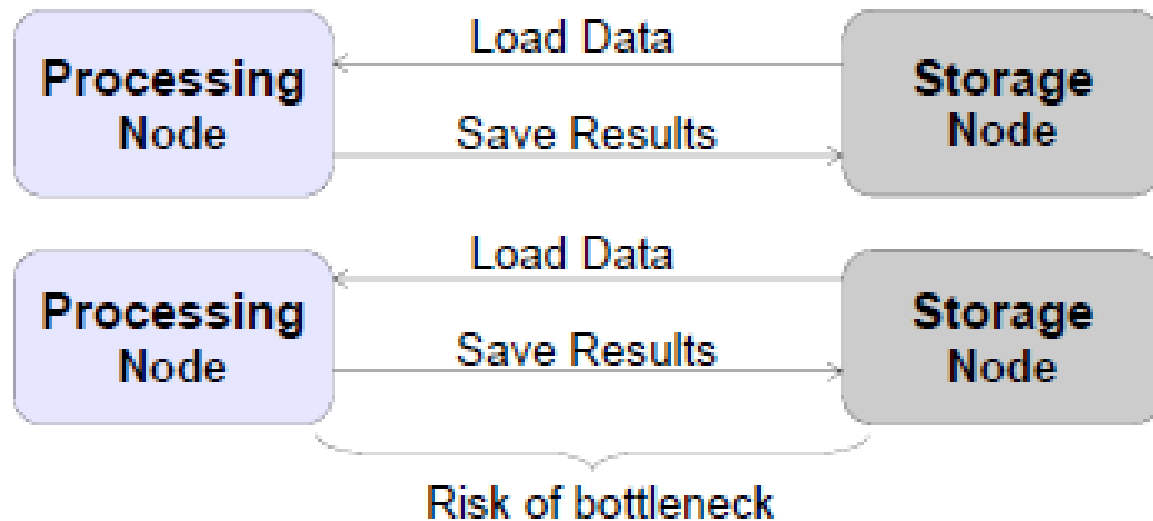 Processing
Node
Load Data
Save Results
Storage
Node
Processing
Node
Load Data
Save Results
Storage
Node
Risk of bottleneck